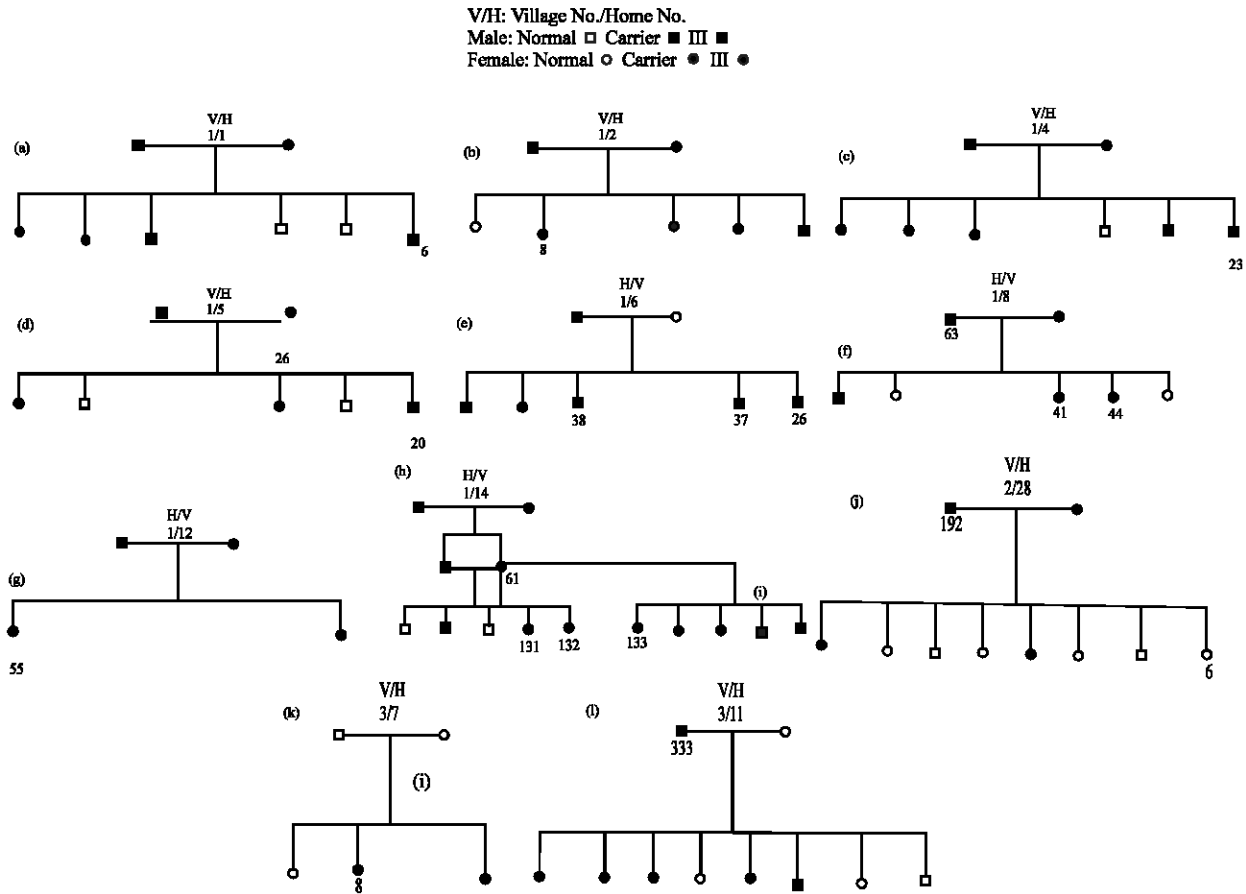 V/H: Village No./Home No.
Male: Normal Carrier III
Female: Normal Carrier III
(a)
V/H
1/1
6
(b)
V/H
1/2
8
(c)
V/H
1/4
23
(d)
V/H
1/5
26
20
(e)
H/V
1/6
38
37
26
(f)
H/V
1/8
63
41
44
(g)
H/V
1/12
55
(h)
H/V
1/14
61
(i)
131
132
133
(j)
V/H
2/28
192
6
(k)
V/H
3/7
(i)
8
(l)
V/H
3/11
333